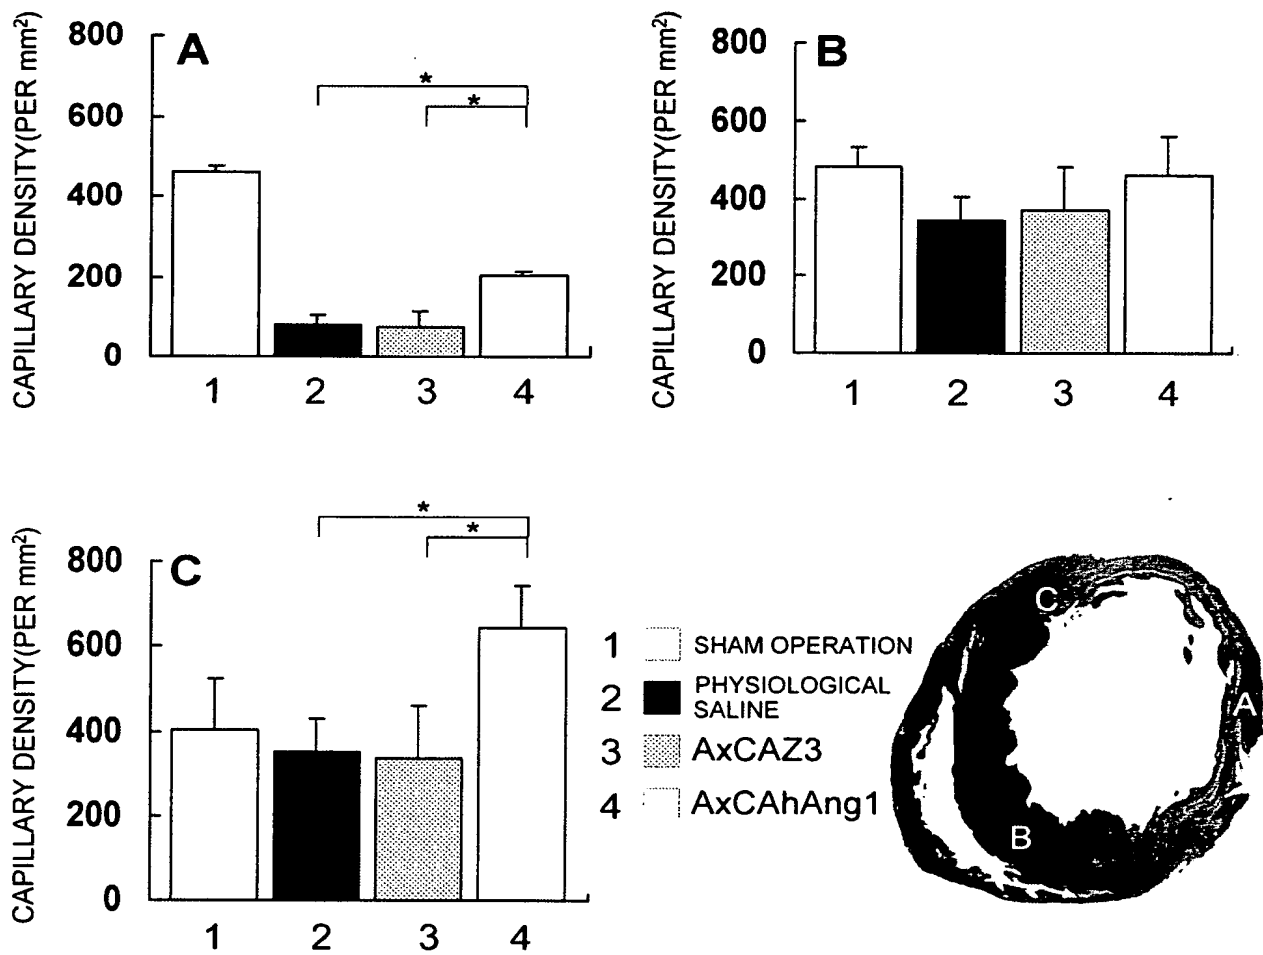 A
CAPILLARY DENSITY(PER mm²)
800
600
400
200
0
*
*
1 2 3 4
B
CAPILLARY DENSITY(PER mm²)
800
600
400
200
0
1 2 3 4
C
CAPILLARY DENSITY(PER mm²)
800
600
400
200
0
*
*
1 2 3 4
1 SHAM OPERATION
2 PHYSIOLOGICAL
SALINE
3 AxCAZ3
4 AxCAhAng1
C
A
B